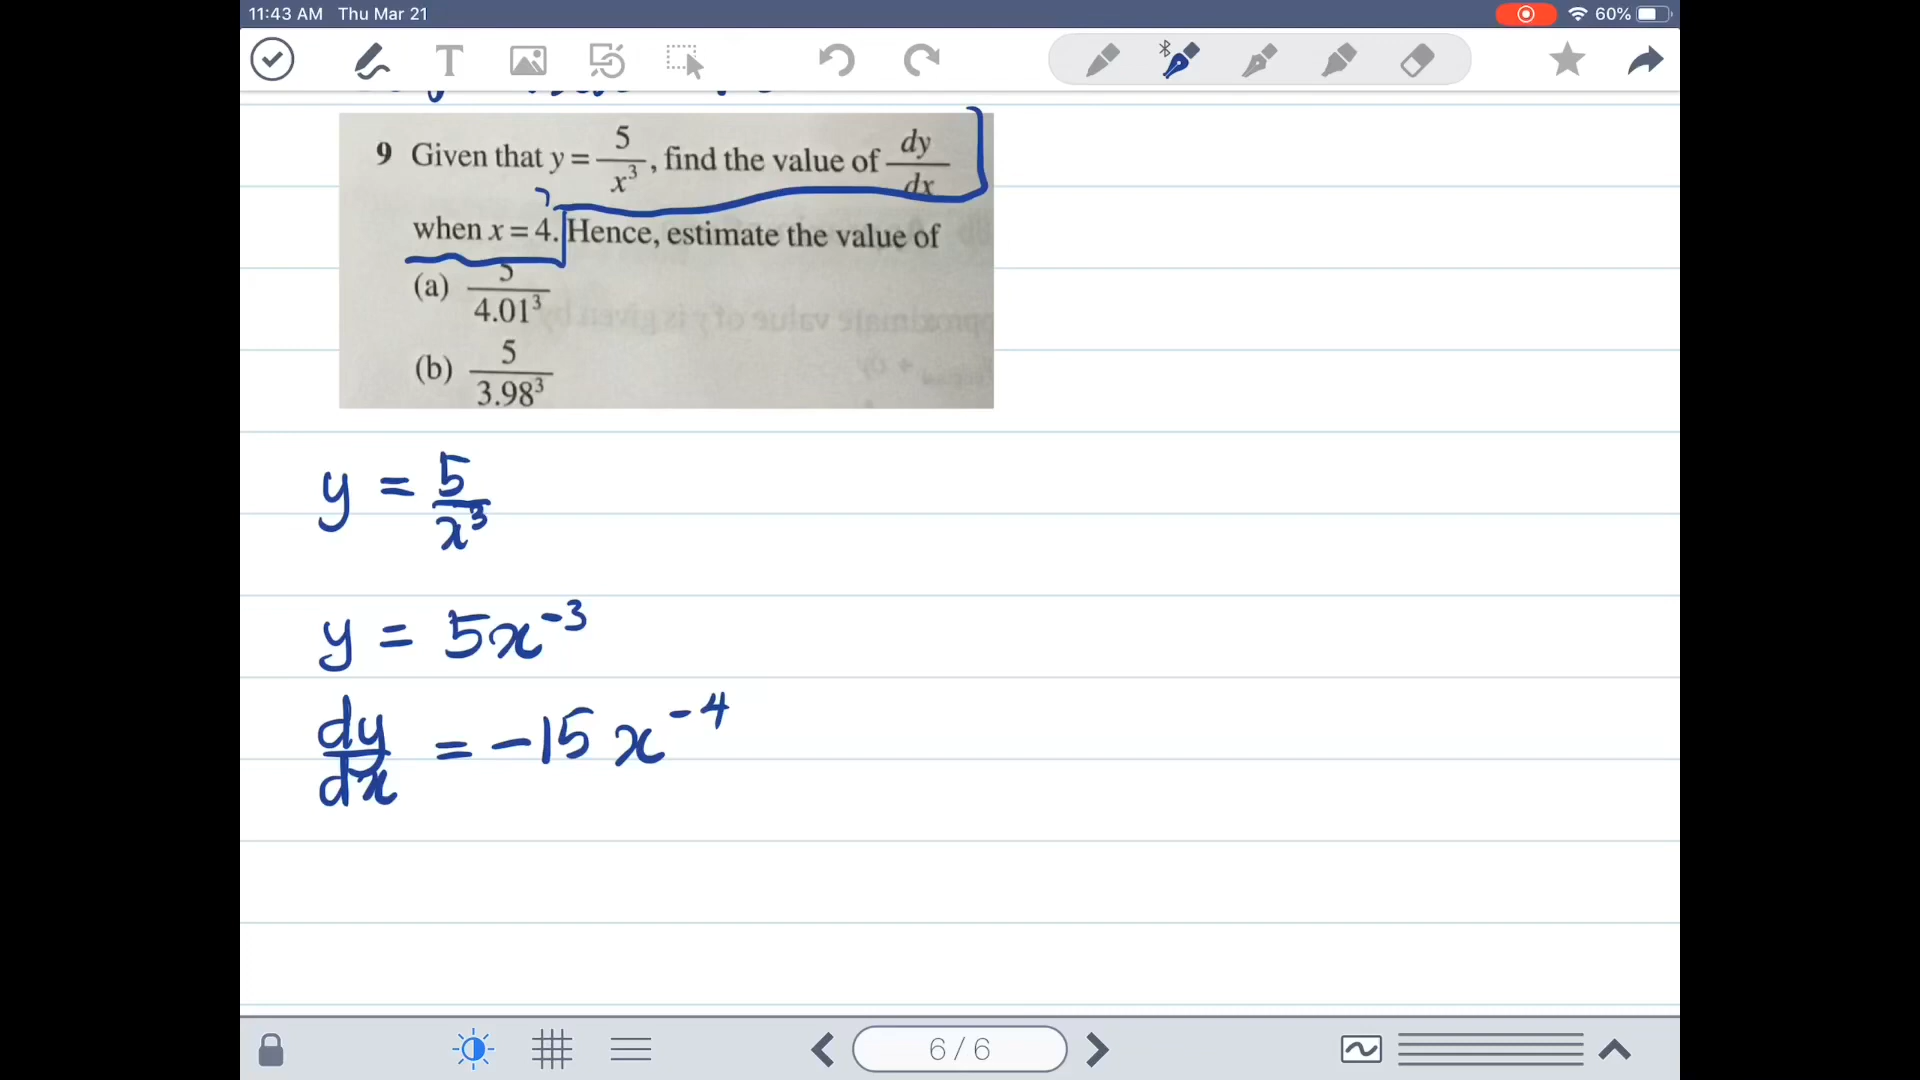 11:43 AM Thu Mar 21
60%
9 Given that y = 5/x³, find the value of dy/dx
when x = 4. Hence, estimate the value of
(a) 5/4.01³
(b) 5/3.98³
y = 5/x³
y = 5x⁻³
dy/dx = -15x⁻⁴
6 / 6